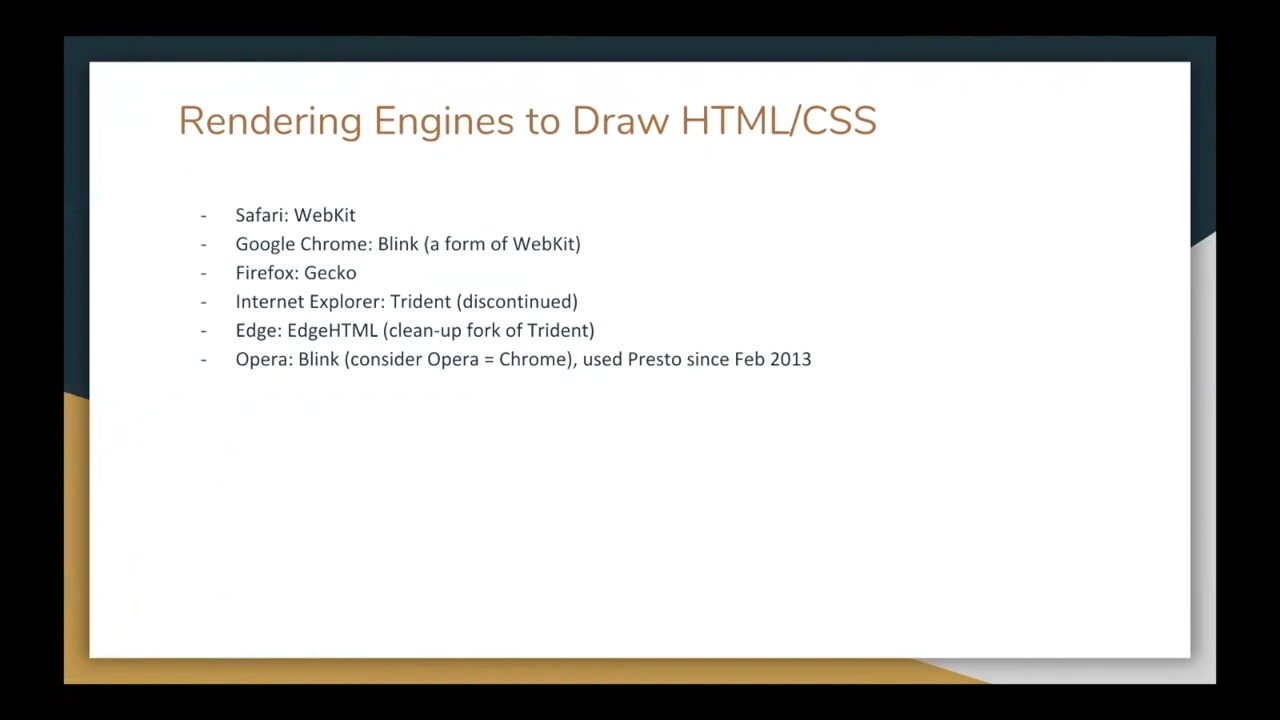 Rendering Engines to Draw HTML/CSS
- Safari: WebKit
- Google Chrome: Blink (a form of WebKit)
- Firefox: Gecko
- Internet Explorer: Trident (discontinued)
- Edge: EdgeHTML (clean-up fork of Trident)
- Opera: Blink (consider Opera = Chrome), used Presto since Feb 2013